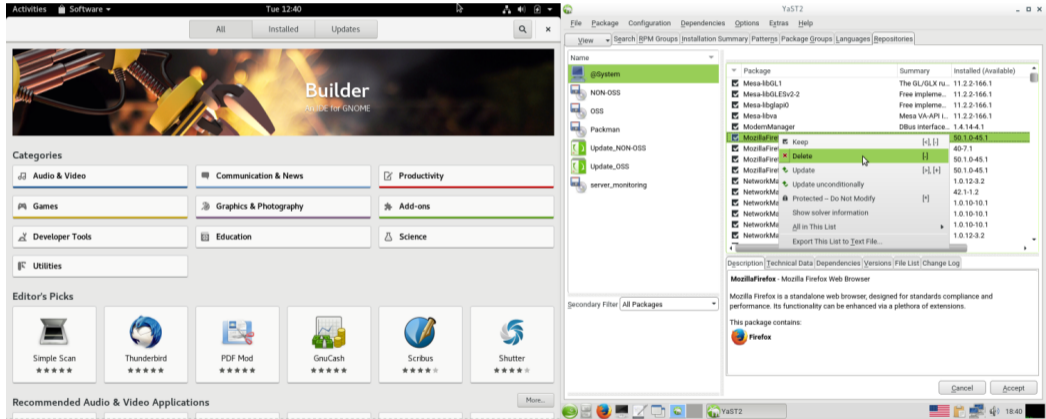 Activities Software Tue 12:40
All Installed Updates
Builder
An IDE for GNOME
Categories
Audio & Video Communication & News Productivity
Games Graphics & Photography Add-ons
Developer Tools Education Science
Utilities
Editor's Picks
Simple Scan Thunderbird PDF Mod GnuCash Scribus Shutter
Recommended Audio & Video Applications More...
YaST2
File Package Configuration Dependencies Options Extras Help
View Search RPM Groups Installation Summary Patterns Package Groups Languages Repositories
Name
@System
NON-OSS
OSS
Packman
Update_NON-OSS
Update_OSS
server_monitoring
Secondary Filter All Packages
Package Summary Installed (Available)
Mesa-libGL1 The GL/GLX ru... 11.2.2-166.1
Mesa-libGLESv2-2 Free impleme... 11.2.2-166.1
Mesa-libglapi0 Free impleme... 11.2.2-166.1
Mesa-libva Mesa VA-API i... 11.2.2-166.1
ModemManager DBus interface... 1.4.14-4.1
MozillaFire 50.1.0-45.1
MozillaFire 40-7.1
MozillaFire 50.1.0-45.1
MozillaFire 50.1.0-45.1
NetworkMa 1.0.12-3.2
NetworkMa 42.1-1.2
NetworkMa 1.0.10-10.1
NetworkMa 1.0.10-10.1
NetworkMa 1.0.10-10.1
NetworkMa 1.0.12-3.2
Keep [+], [-]
Delete [-]
Update [>], [+]
Update unconditionally
Protected – Do Not Modify [*]
Show solver information
All in This List
Export This List to Text File...
Description Technical Data Dependencies Versions File List Change Log
MozillaFirefox - Mozilla Firefox Web Browser
Mozilla Firefox is a standalone web browser, designed for standards compliance and
performance. Its functionality can be enhanced via a plethora of extensions.
This package contains:
Firefox
Cancel Accept
YaST2 18:40